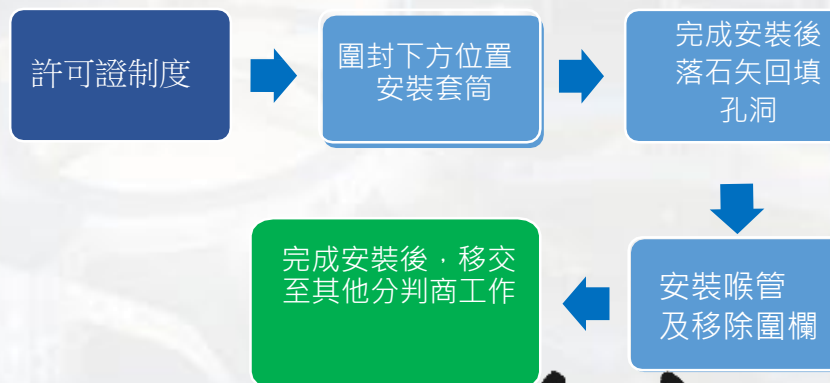 許可證制度
圍封下方位置
安裝套筒
完成安裝後
落石矢回填
孔洞
安裝喉管
及移除圍欄
完成安裝後，移交
至其他分判商工作